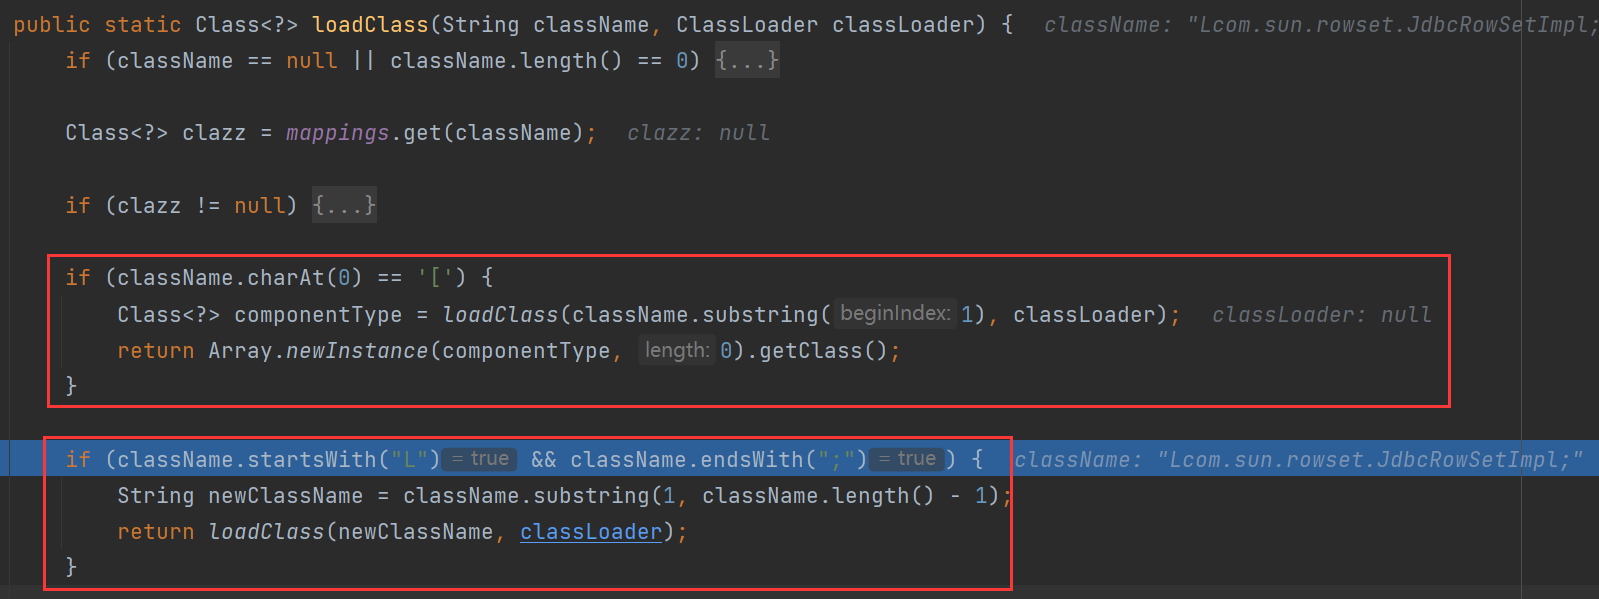 public static Class<?> loadClass(String className, ClassLoader classLoader) { className: "Lcom.sun.rowset.JdbcRowSetImpl;
if (className == null || className.length() == 0) {...}
Class<?> clazz = mappings.get(className); clazz: null
if (clazz != null) {...}
if (className.charAt(0) == '[') {
Class<?> componentType = loadClass(className.substring( beginIndex: 1), classLoader); classLoader: null
return Array.newInstance(componentType, length: 0).getClass();
}
if (className.startsWith("L") = true && className.endsWith(";") = true ) { className: "Lcom.sun.rowset.JdbcRowSetImpl;"
String newClassName = className.substring(1, className.length() - 1);
return loadClass(newClassName, classLoader);
}